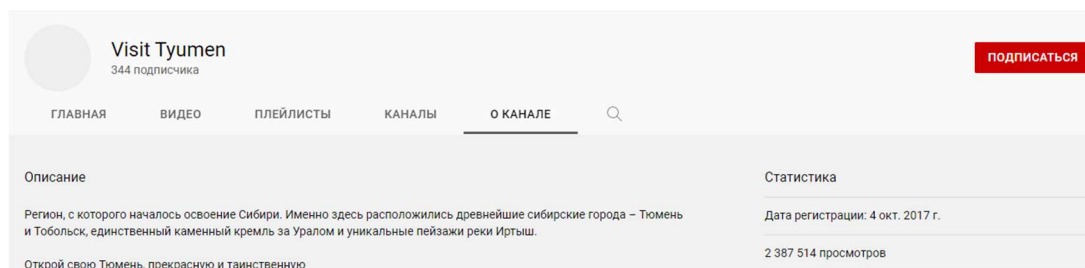 Visit Tyumen
344 подписчика
ПОДПИСАТЬСЯ
ГЛАВНАЯ ВИДЕО ПЛЕЙЛИСТЫ КАНАЛЫ О КАНАЛЕ
Описание
Регион, с которого началось освоение Сибири. Именно здесь расположились древнейшие сибирские города – Тюмень
и Тобольск, единственный каменный кремль за Уралом и уникальные пейзажи реки Иртыш.
Открой свою Тюмень, прекрасную и таинственную
Статистика
Дата регистрации: 4 окт. 2017 г.
2 387 514 просмотров